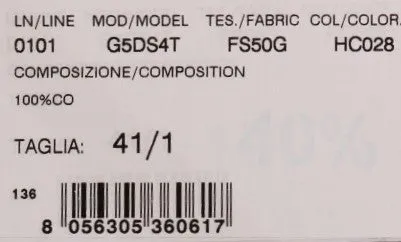 LN/LINE MOD/MODEL TES./FABRIC COL/COLOR.
0101 G5DS4T FS50G HC028
COMPOSIZIONE/COMPOSITION
100%CO
TAGLIA: 41/1
136
8 056305 360617